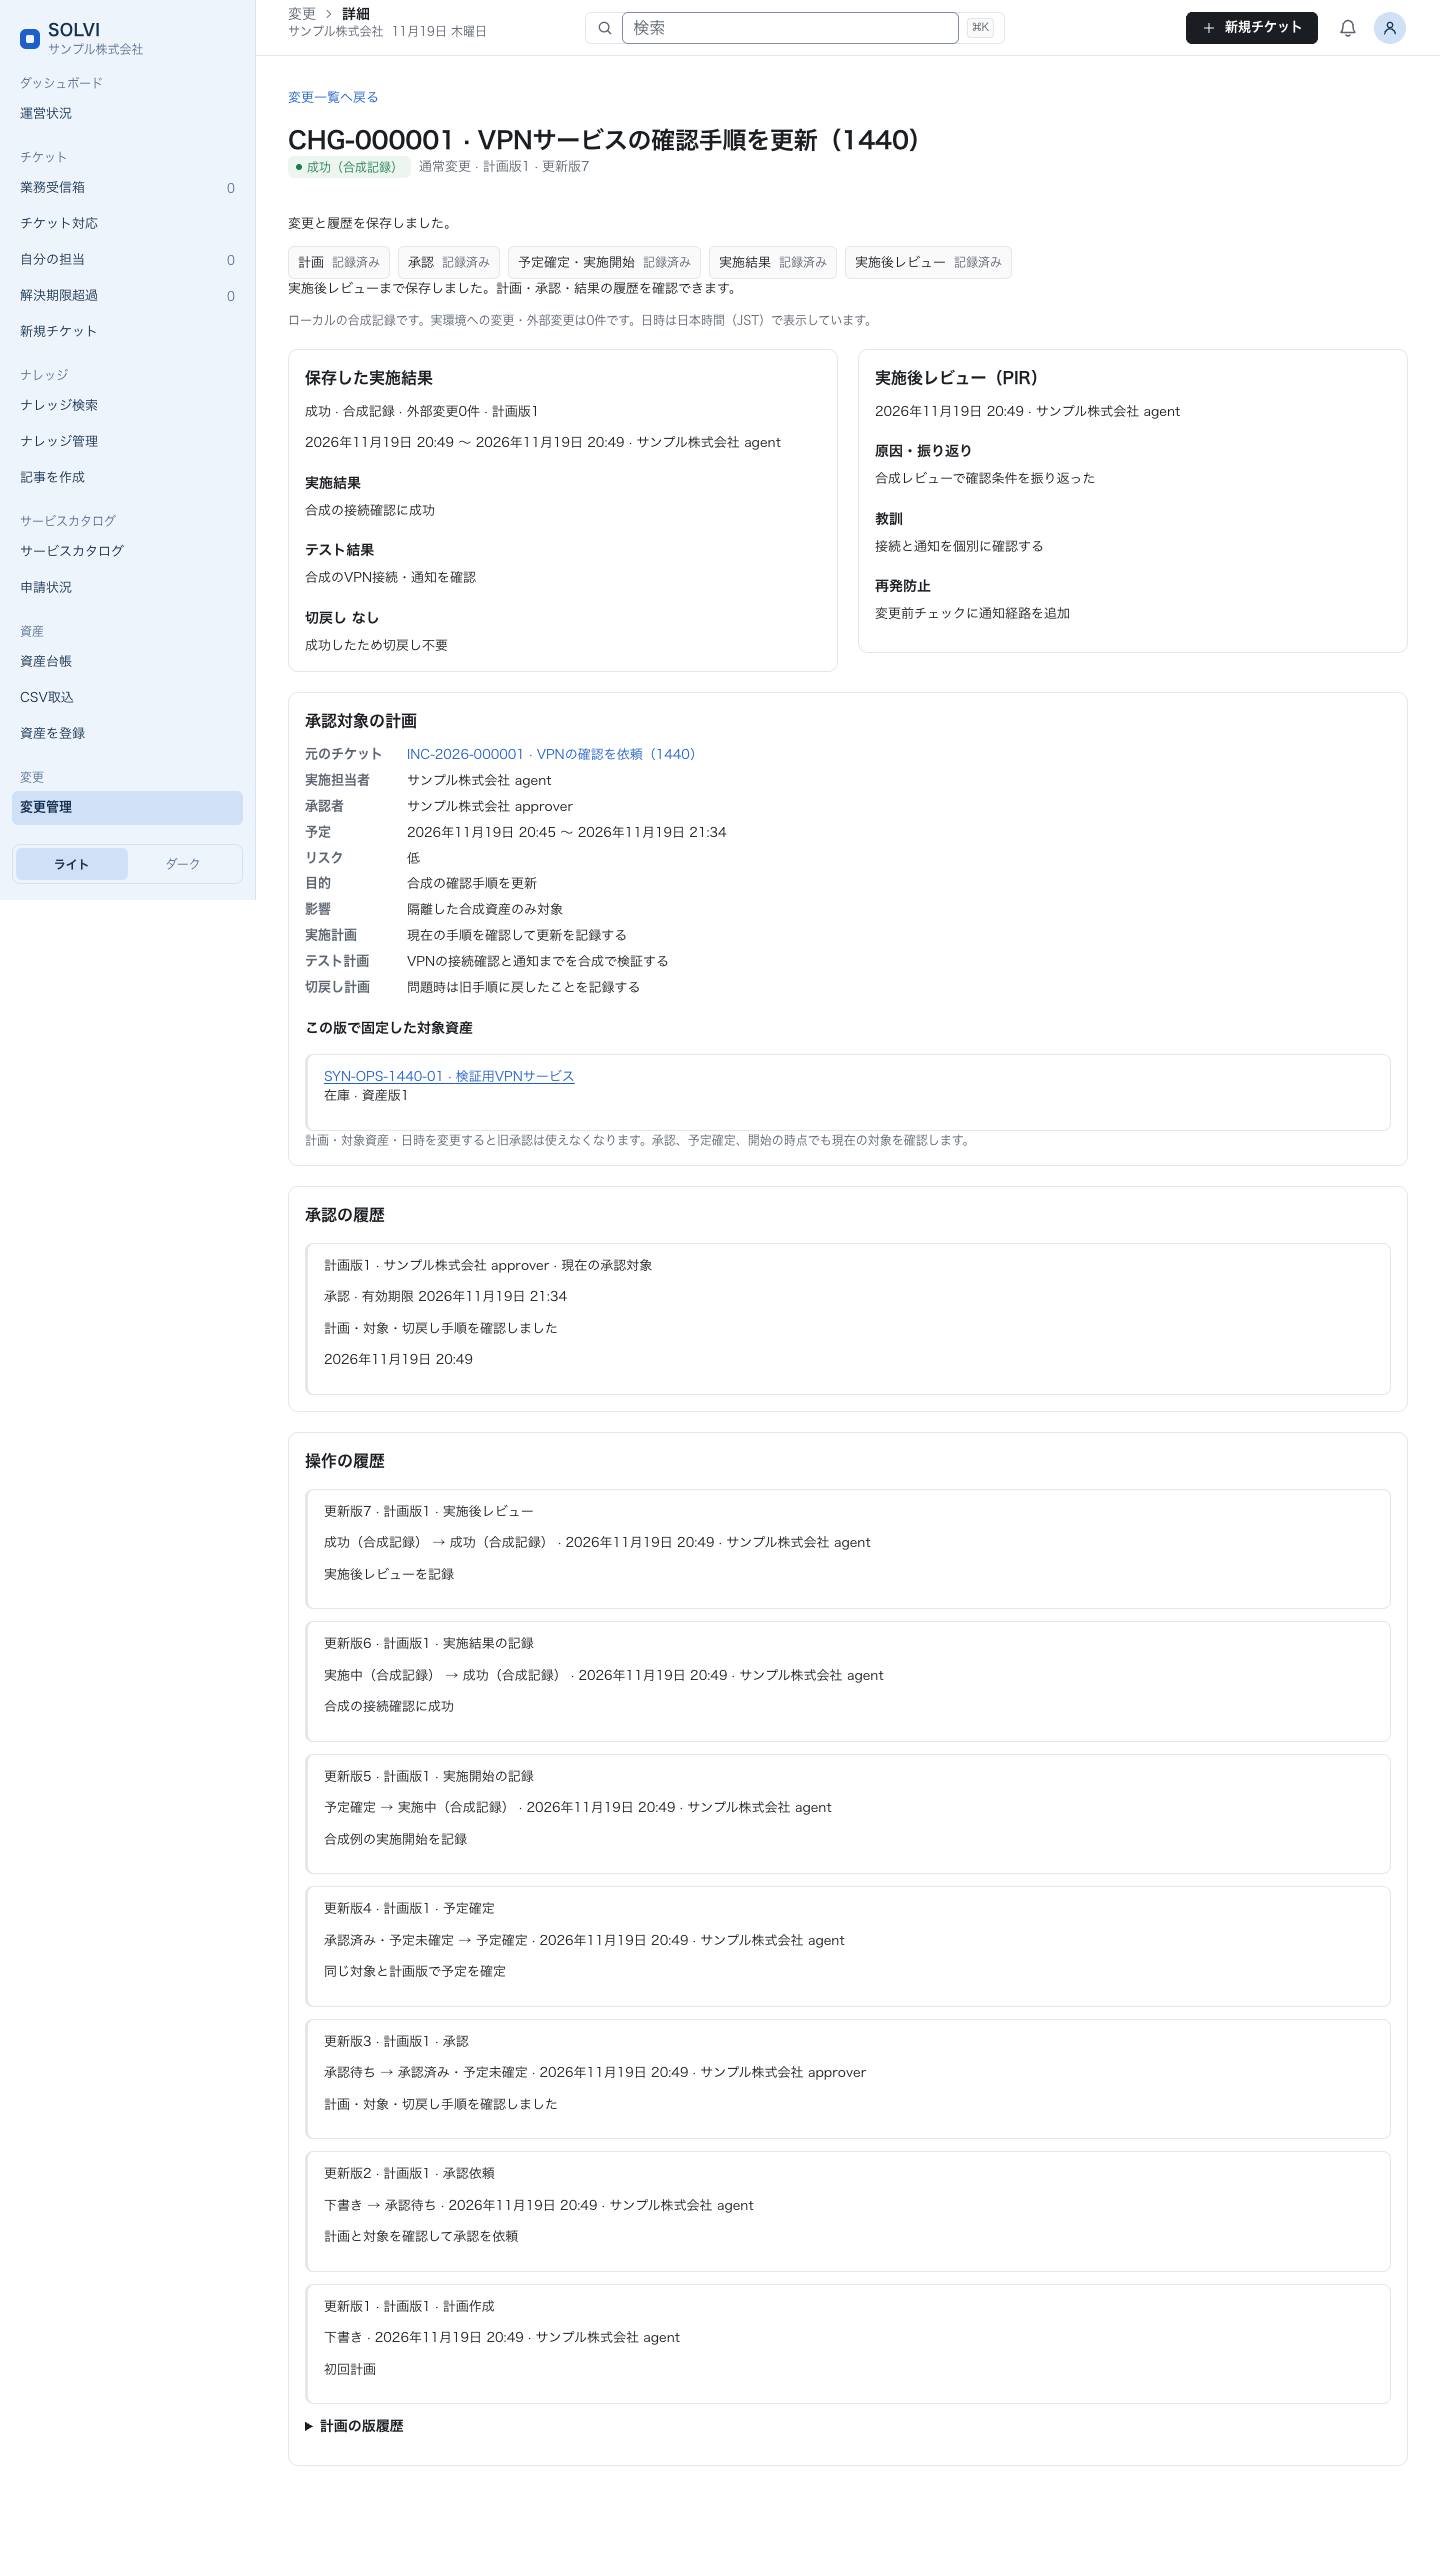 SOLVI
サンプル株式会社
ダッシュボード
運営状況
チケット
業務受信箱 0
チケット対応
自分の担当 0
解決期限超過 0
新規チケット
ナレッジ
ナレッジ検索
ナレッジ管理
記事を作成
サービスカタログ
サービスカタログ
申請状況
資産
資産台帳
CSV取込
資産を登録
変更
変更管理
ライト ダーク
変更 > 詳細
サンプル株式会社 11月19日 木曜日
検索 ⌘K
+ 新規チケット
変更一覧へ戻る
CHG-000001 · VPNサービスの確認手順を更新（1440）
成功（合成記録） 通常変更 · 計画版1 · 更新版7
変更と履歴を保存しました。
計画 記録済み 承認 記録済み 予定確定・実施開始 記録済み 実施結果 記録済み 実施後レビュー 記録済み
実施後レビューまで保存しました。計画・承認・結果の履歴を確認できます。
ローカルの合成記録です。実環境への変更・外部変更は0件です。日時は日本時間（JST）で表示しています。
保存した実施結果
成功 · 合成記録 · 外部変更0件 · 計画版1
2026年11月19日 20:49 〜 2026年11月19日 20:49 · サンプル株式会社 agent
実施結果
合成の接続確認に成功
テスト結果
合成のVPN接続・通知を確認
切戻し なし
成功したため切戻し不要
実施後レビュー（PIR）
2026年11月19日 20:49 · サンプル株式会社 agent
原因・振り返り
合成レビューで確認条件を振り返った
教訓
接続と通知を個別に確認する
再発防止
変更前チェックに通知経路を追加
承認対象の計画
元のチケット INC-2026-000001 · VPNの確認を依頼（1440）
実施担当者 サンプル株式会社 agent
承認者 サンプル株式会社 approver
予定 2026年11月19日 20:45 〜 2026年11月19日 21:34
リスク 低
目的 合成の確認手順を更新
影響 隔離した合成資産のみ対象
実施計画 現在の手順を確認して更新を記録する
テスト計画 VPNの接続確認と通知までを合成で検証する
切戻し計画 問題時は旧手順に戻したことを記録する
この版で固定した対象資産
SYN-OPS-1440-01 · 検証用VPNサービス
在庫 · 資産版1
計画・対象資産・日時を変更すると旧承認は使えなくなります。承認、予定確定、開始の時点でも現在の対象を確認します。
承認の履歴
計画版1 · サンプル株式会社 approver · 現在の承認対象
承認 · 有効期限 2026年11月19日 21:34
計画・対象・切戻し手順を確認しました
2026年11月19日 20:49
操作の履歴
更新版7 · 計画版1 · 実施後レビュー
成功（合成記録） → 成功（合成記録） · 2026年11月19日 20:49 · サンプル株式会社 agent
実施後レビューを記録
更新版6 · 計画版1 · 実施結果の記録
実施中（合成記録） → 成功（合成記録） · 2026年11月19日 20:49 · サンプル株式会社 agent
合成の接続確認に成功
更新版5 · 計画版1 · 実施開始の記録
予定確定 → 実施中（合成記録） · 2026年11月19日 20:49 · サンプル株式会社 agent
合成例の実施開始を記録
更新版4 · 計画版1 · 予定確定
承認済み・予定未確定 → 予定確定 · 2026年11月19日 20:49 · サンプル株式会社 agent
同じ対象と計画版で予定を確定
更新版3 · 計画版1 · 承認
承認待ち → 承認済み・予定未確定 · 2026年11月19日 20:49 · サンプル株式会社 approver
計画・対象・切戻し手順を確認しました
更新版2 · 計画版1 · 承認依頼
下書き → 承認待ち · 2026年11月19日 20:49 · サンプル株式会社 agent
計画と対象を確認して承認を依頼
更新版1 · 計画版1 · 計画作成
下書き · 2026年11月19日 20:49 · サンプル株式会社 agent
初回計画
▶ 計画の版履歴